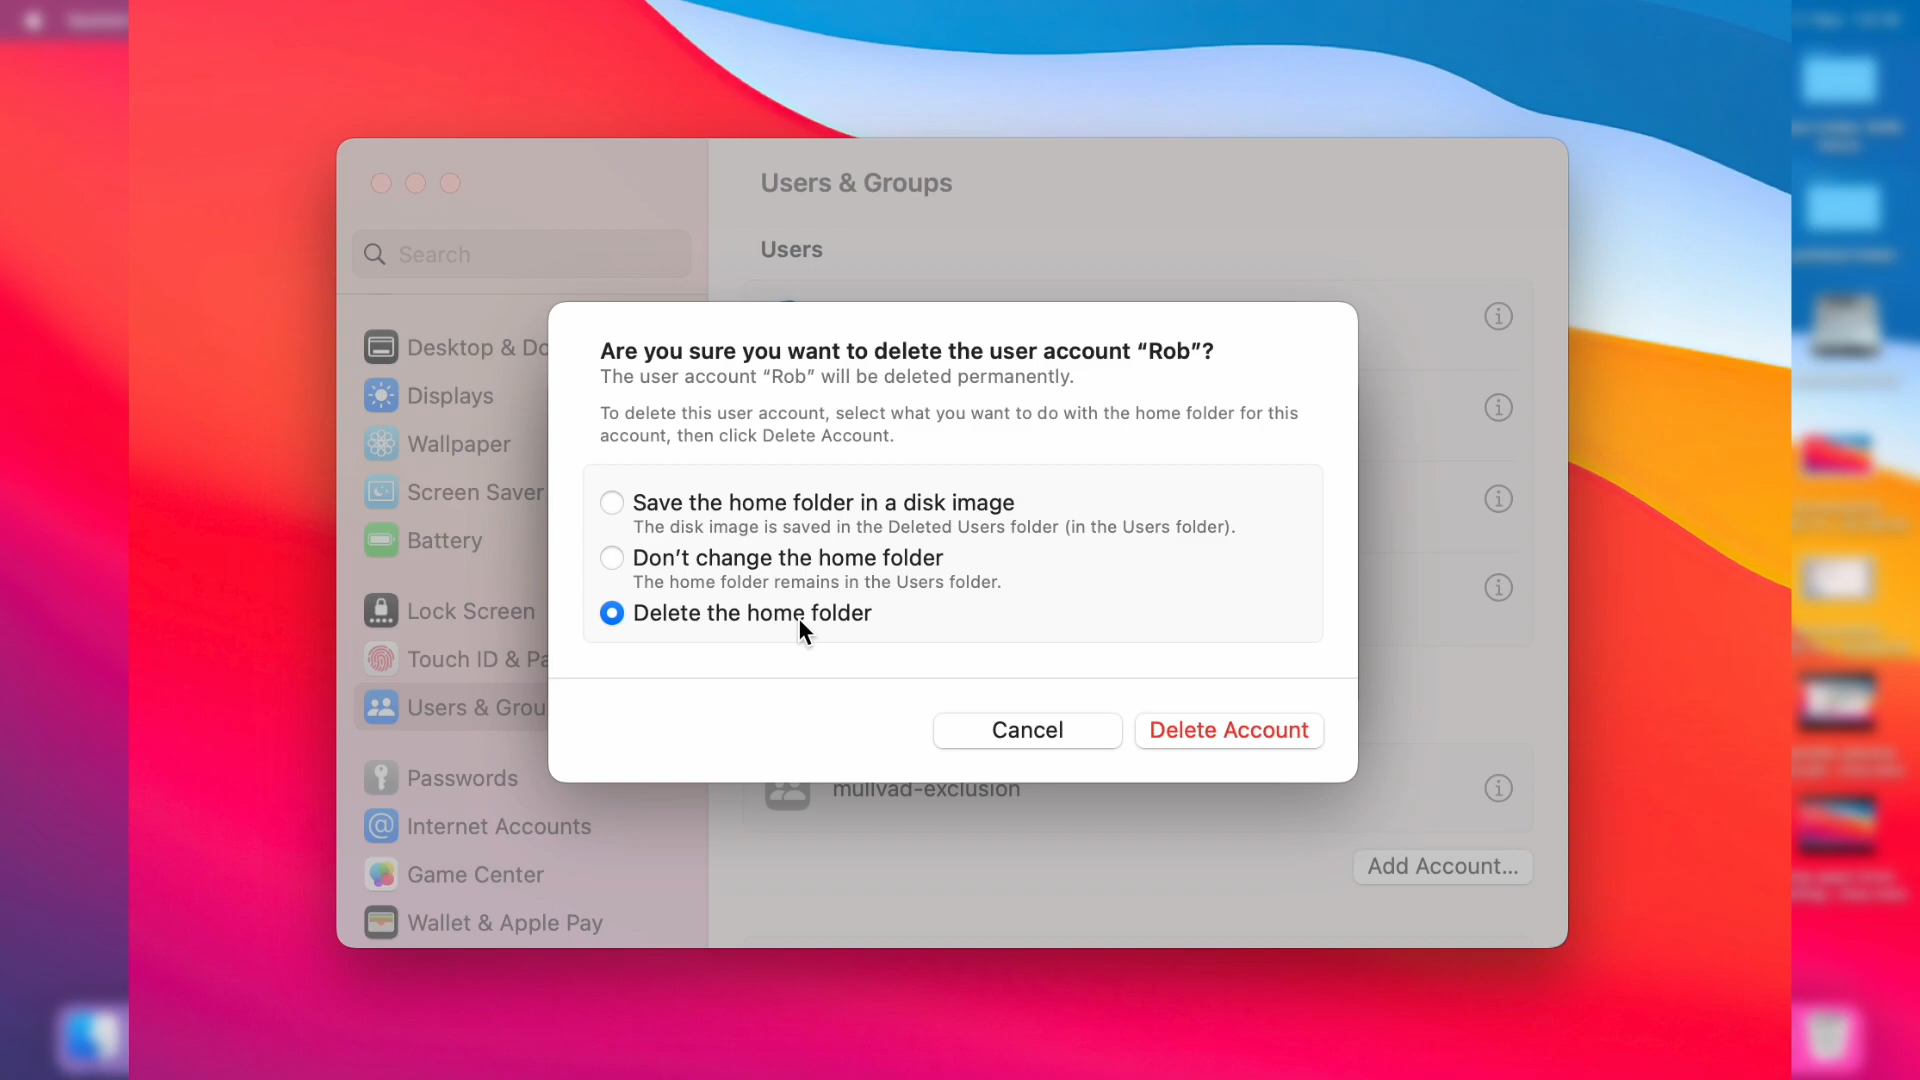 Users & Groups
Search
Users
Desktop & Do
Displays
Wallpaper
Screen Saver
Battery
Lock Screen
Touch ID & Pa
Users & Grou
Passwords
Internet Accounts
Game Center
Wallet & Apple Pay
Are you sure you want to delete the user account “Rob”?
The user account “Rob” will be deleted permanently.
To delete this user account, select what you want to do with the home folder for this
account, then click Delete Account.
Save the home folder in a disk image
The disk image is saved in the Deleted Users folder (in the Users folder).
Don’t change the home folder
The home folder remains in the Users folder.
Delete the home folder
Cancel
Delete Account
mullvad-exclusion
Add Account...